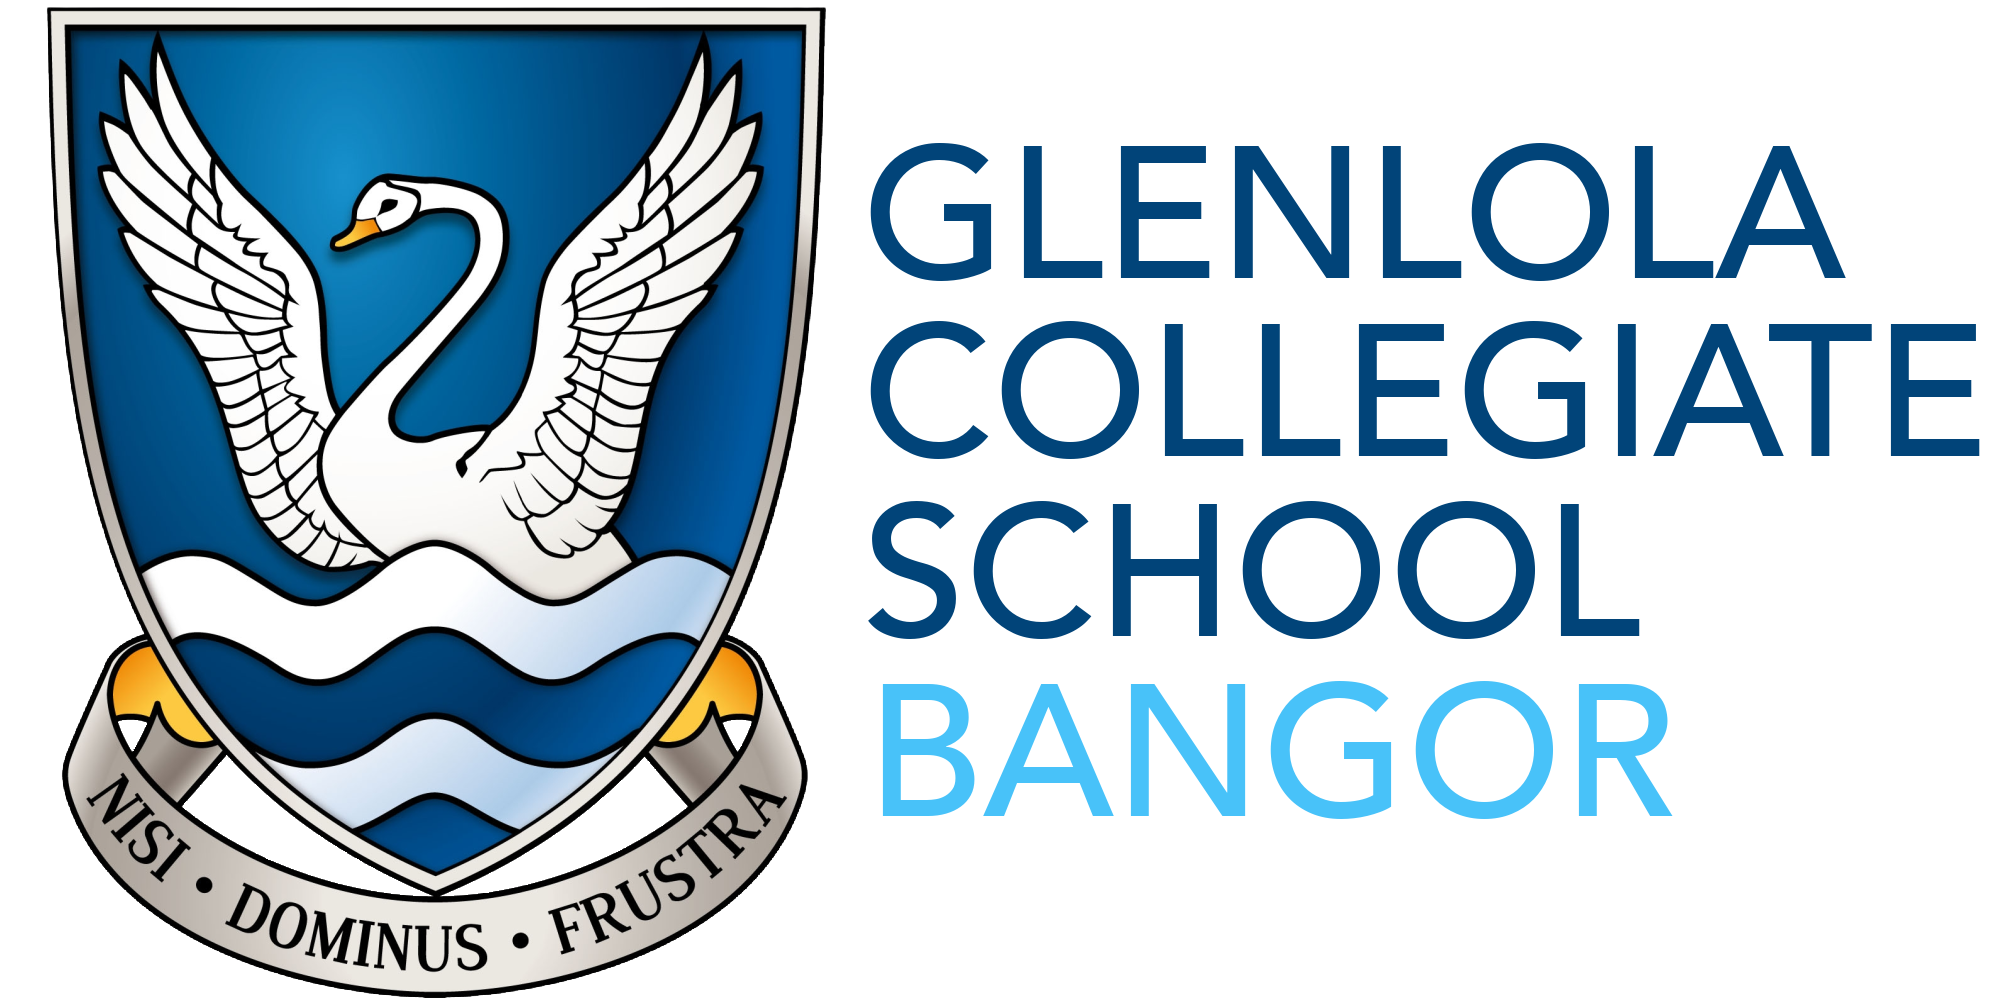 GLENLOLA
COLLEGIATE
SCHOOL
BANGOR
NISI • DOMINUS • FRUSTRA